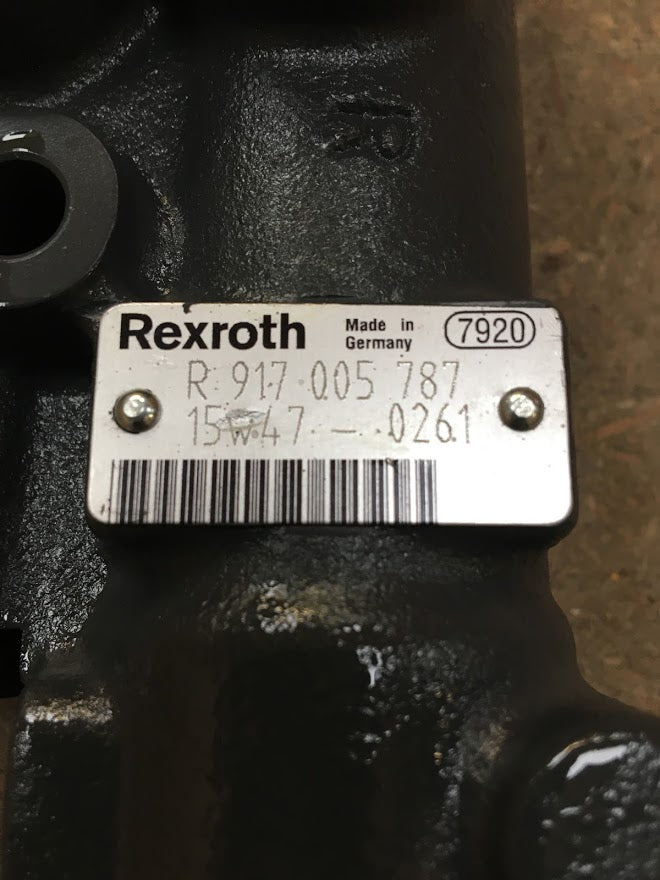 Rexroth
Made in
Germany
7920
R 917 005 787
15W47 - 0261